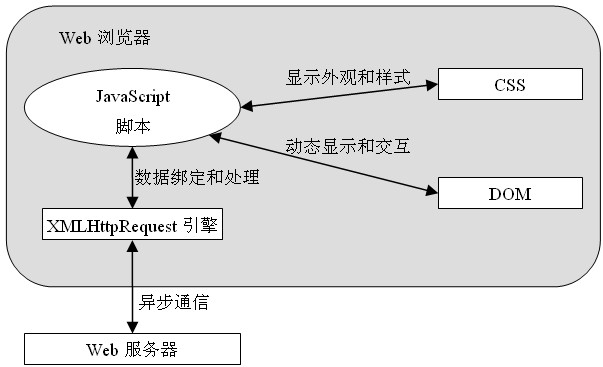 Web 浏览器
显示外观和样式
CSS
JavaScript
脚本
动态显示和交互
DOM
数据绑定和处理
XMLHttpRequest 引擎
异步通信
Web 服务器